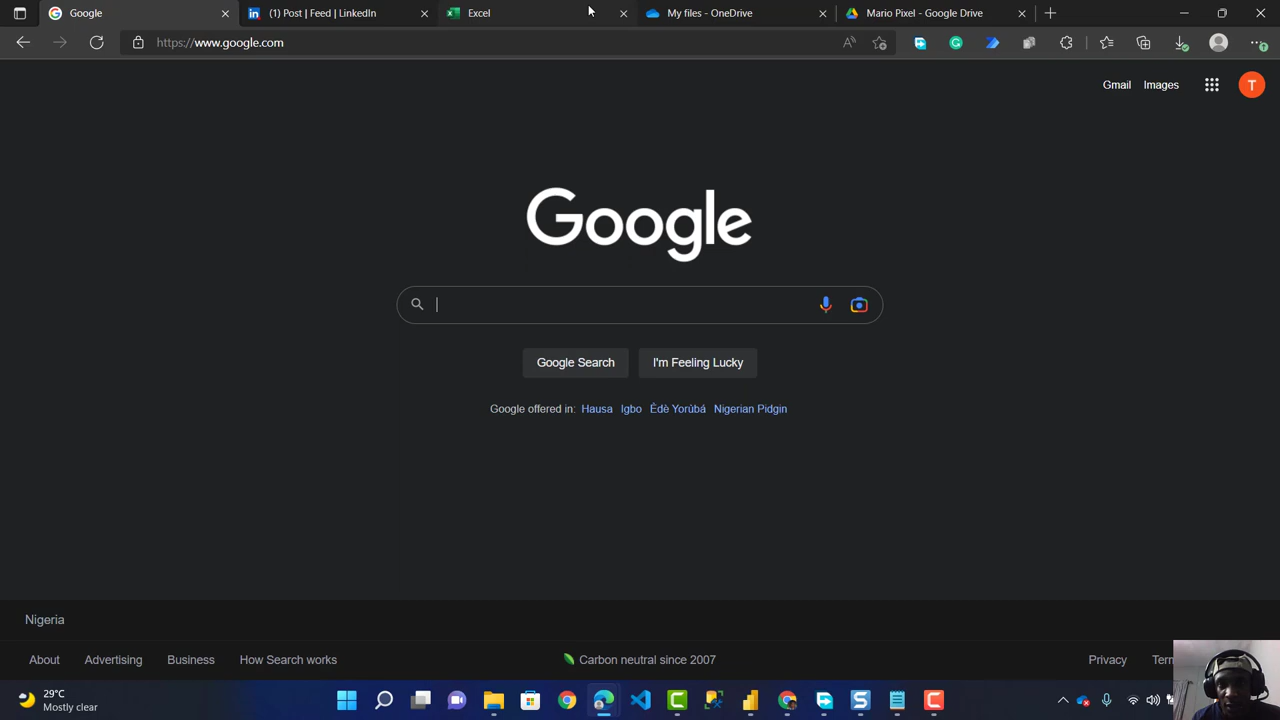 Google
(1) Post | Feed | LinkedIn
Excel
My files - OneDrive
Mario Pixel - Google Drive
https://www.google.com
Gmail
Images
T
Google
Google Search
I'm Feeling Lucky
Google offered in: Hausa Igbo Èdè Yorùbá Nigerian Pidgin
Nigeria
About
Advertising
Business
How Search works
Carbon neutral since 2007
Privacy
29°C
Mostly clear